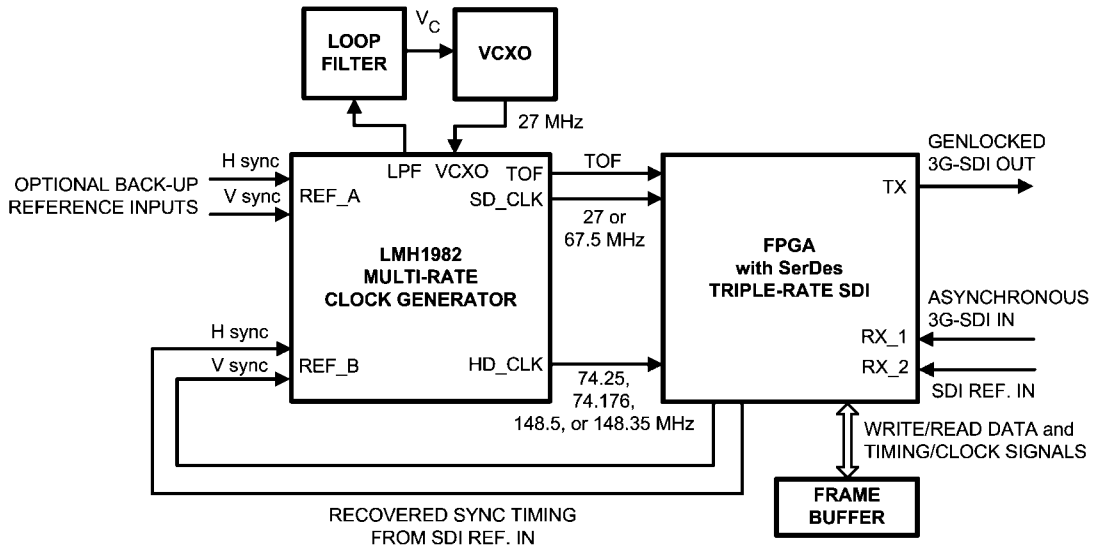 LOOP
FILTER
VC
VCXO
27 MHz
H sync
OPTIONAL BACK-UP
REFERENCE INPUTS
V sync
REF_A
LPF
VCXO
TOF
SD_CLK
LMH1982
MULTI-RATE
CLOCK GENERATOR
H sync
V sync
REF_B
HD_CLK
TOF
27 or
67.5 MHz
74.25,
74.176,
148.5, or 148.35 MHz
FPGA
with SerDes
TRIPLE-RATE SDI
TX
RX_1
RX_2
GENLOCKED
3G-SDI OUT
ASYNCHRONOUS
3G-SDI IN
SDI REF. IN
WRITE/READ DATA and
TIMING/CLOCK SIGNALS
FRAME
BUFFER
RECOVERED SYNC TIMING
FROM SDI REF. IN